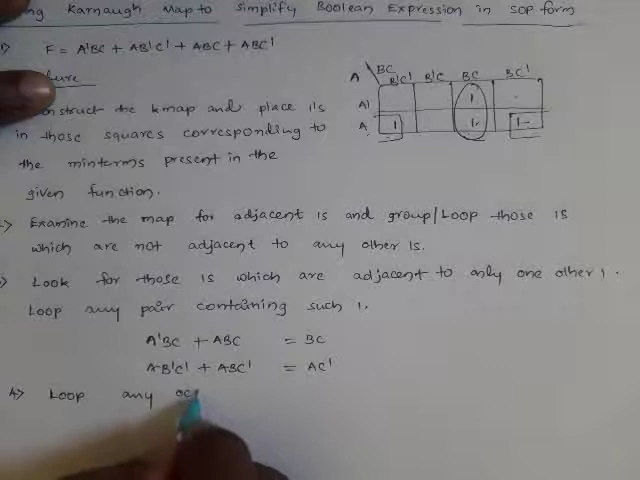 Karnaugh Map to simplify Boolean Expression in SOP form
F = A'BC + AB'C' + ABC + ABC'
A BC
B'C' B'C BC BC'
A' 1
A 1 1 1
the kmap and place 1s
in those squares corresponding to
the minterms present in the
given function.
Examine the map for adjacent 1s and group/Loop those 1s
which are not adjacent to any other 1s.
Look for those 1s which are adjacent to only one other 1.
Loop any pair containing such 1.
A'BC + ABC = BC
AB'C' + ABC' = AC'
4> Loop any